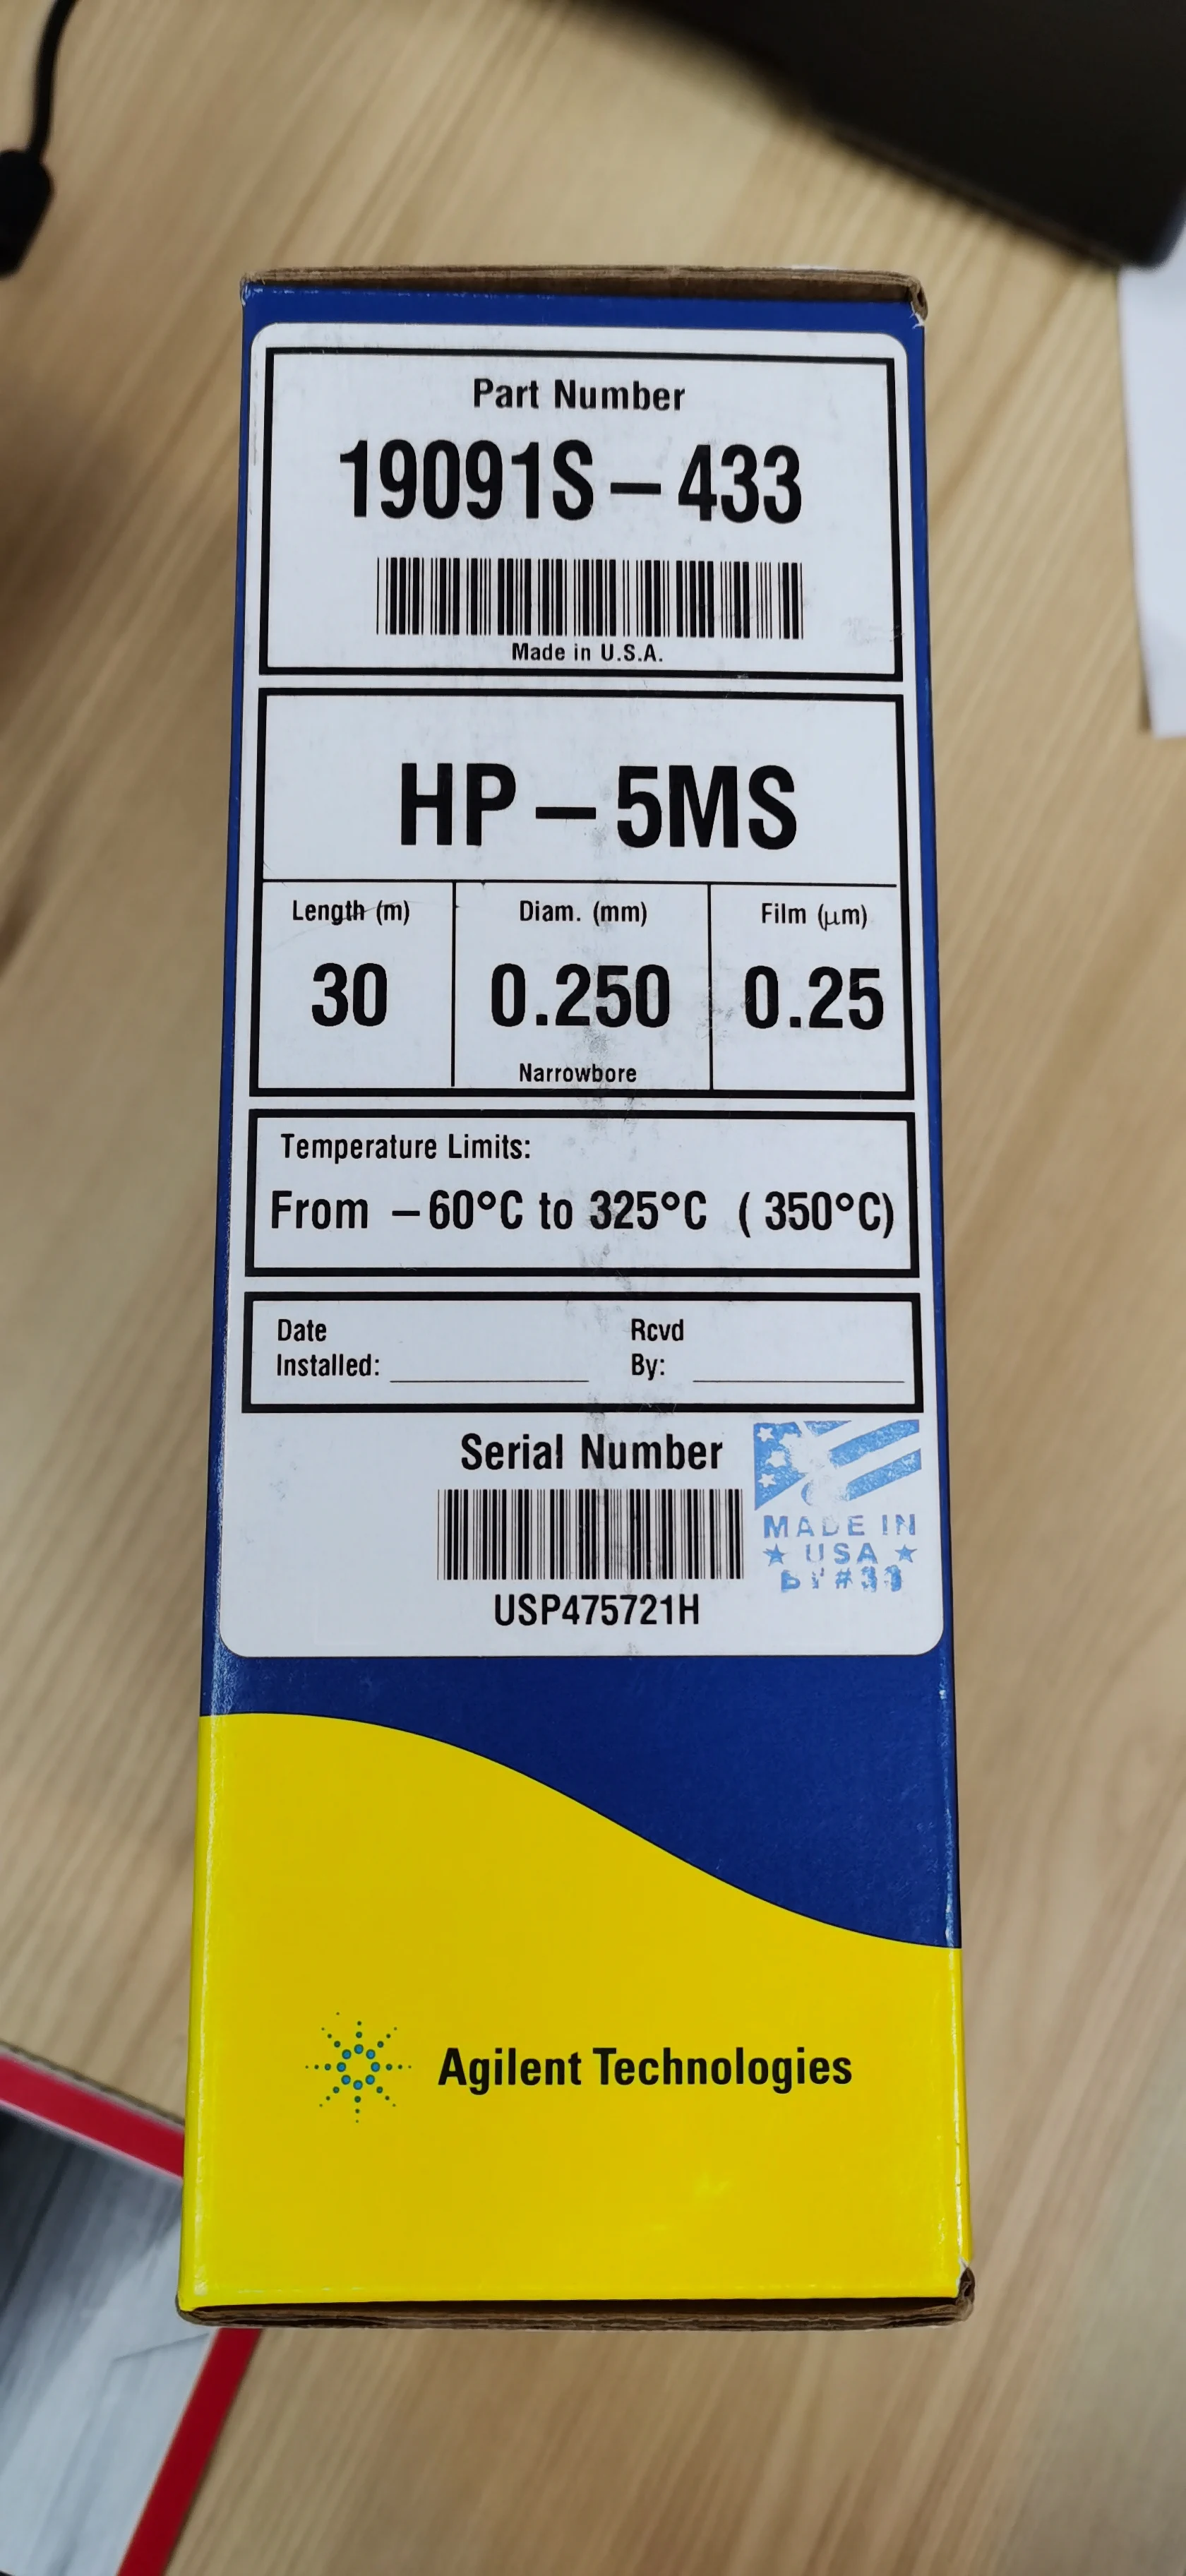 Part Number
19091S – 433
Made in U.S.A.
HP – 5MS
Length (m) Diam. (mm) Film (μm)
30 0.250 0.25
Narrowbore
Temperature Limits:
From – 60°C to 325°C ( 350°C)
Date Rcvd
Installed: By:
Serial Number
MADE IN
★ USA ★
#33
USP475721H
Agilent Technologies